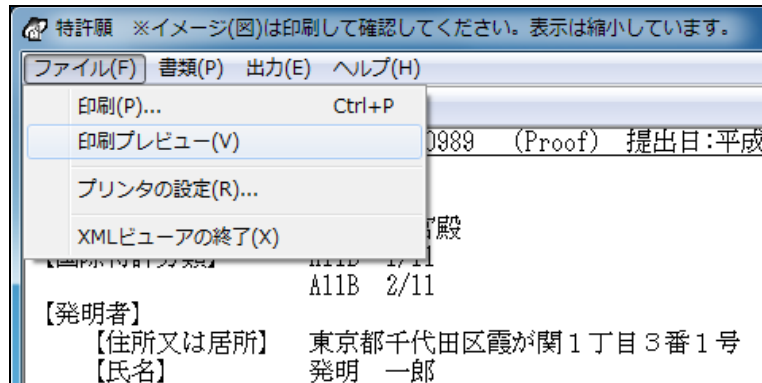 特許願　※イメージ(図)は印刷して確認してください。表示は縮小しています。
ファイル(F) 書類(P) 出力(E) ヘルプ(H)
印刷(P)... Ctrl+P
印刷プレビュー(V)
0989 (Proof) 提出日:平成
プリンタの設定(R)...
殿
XMLビューアの終了(X)
A11B 2/11
【発明者】
【住所又は居所】 東京都千代田区霞が関１丁目３番１号
【氏名】 発明 一郎